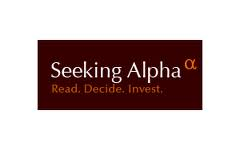 Seeking Alpha α
Read. Decide. Invest.